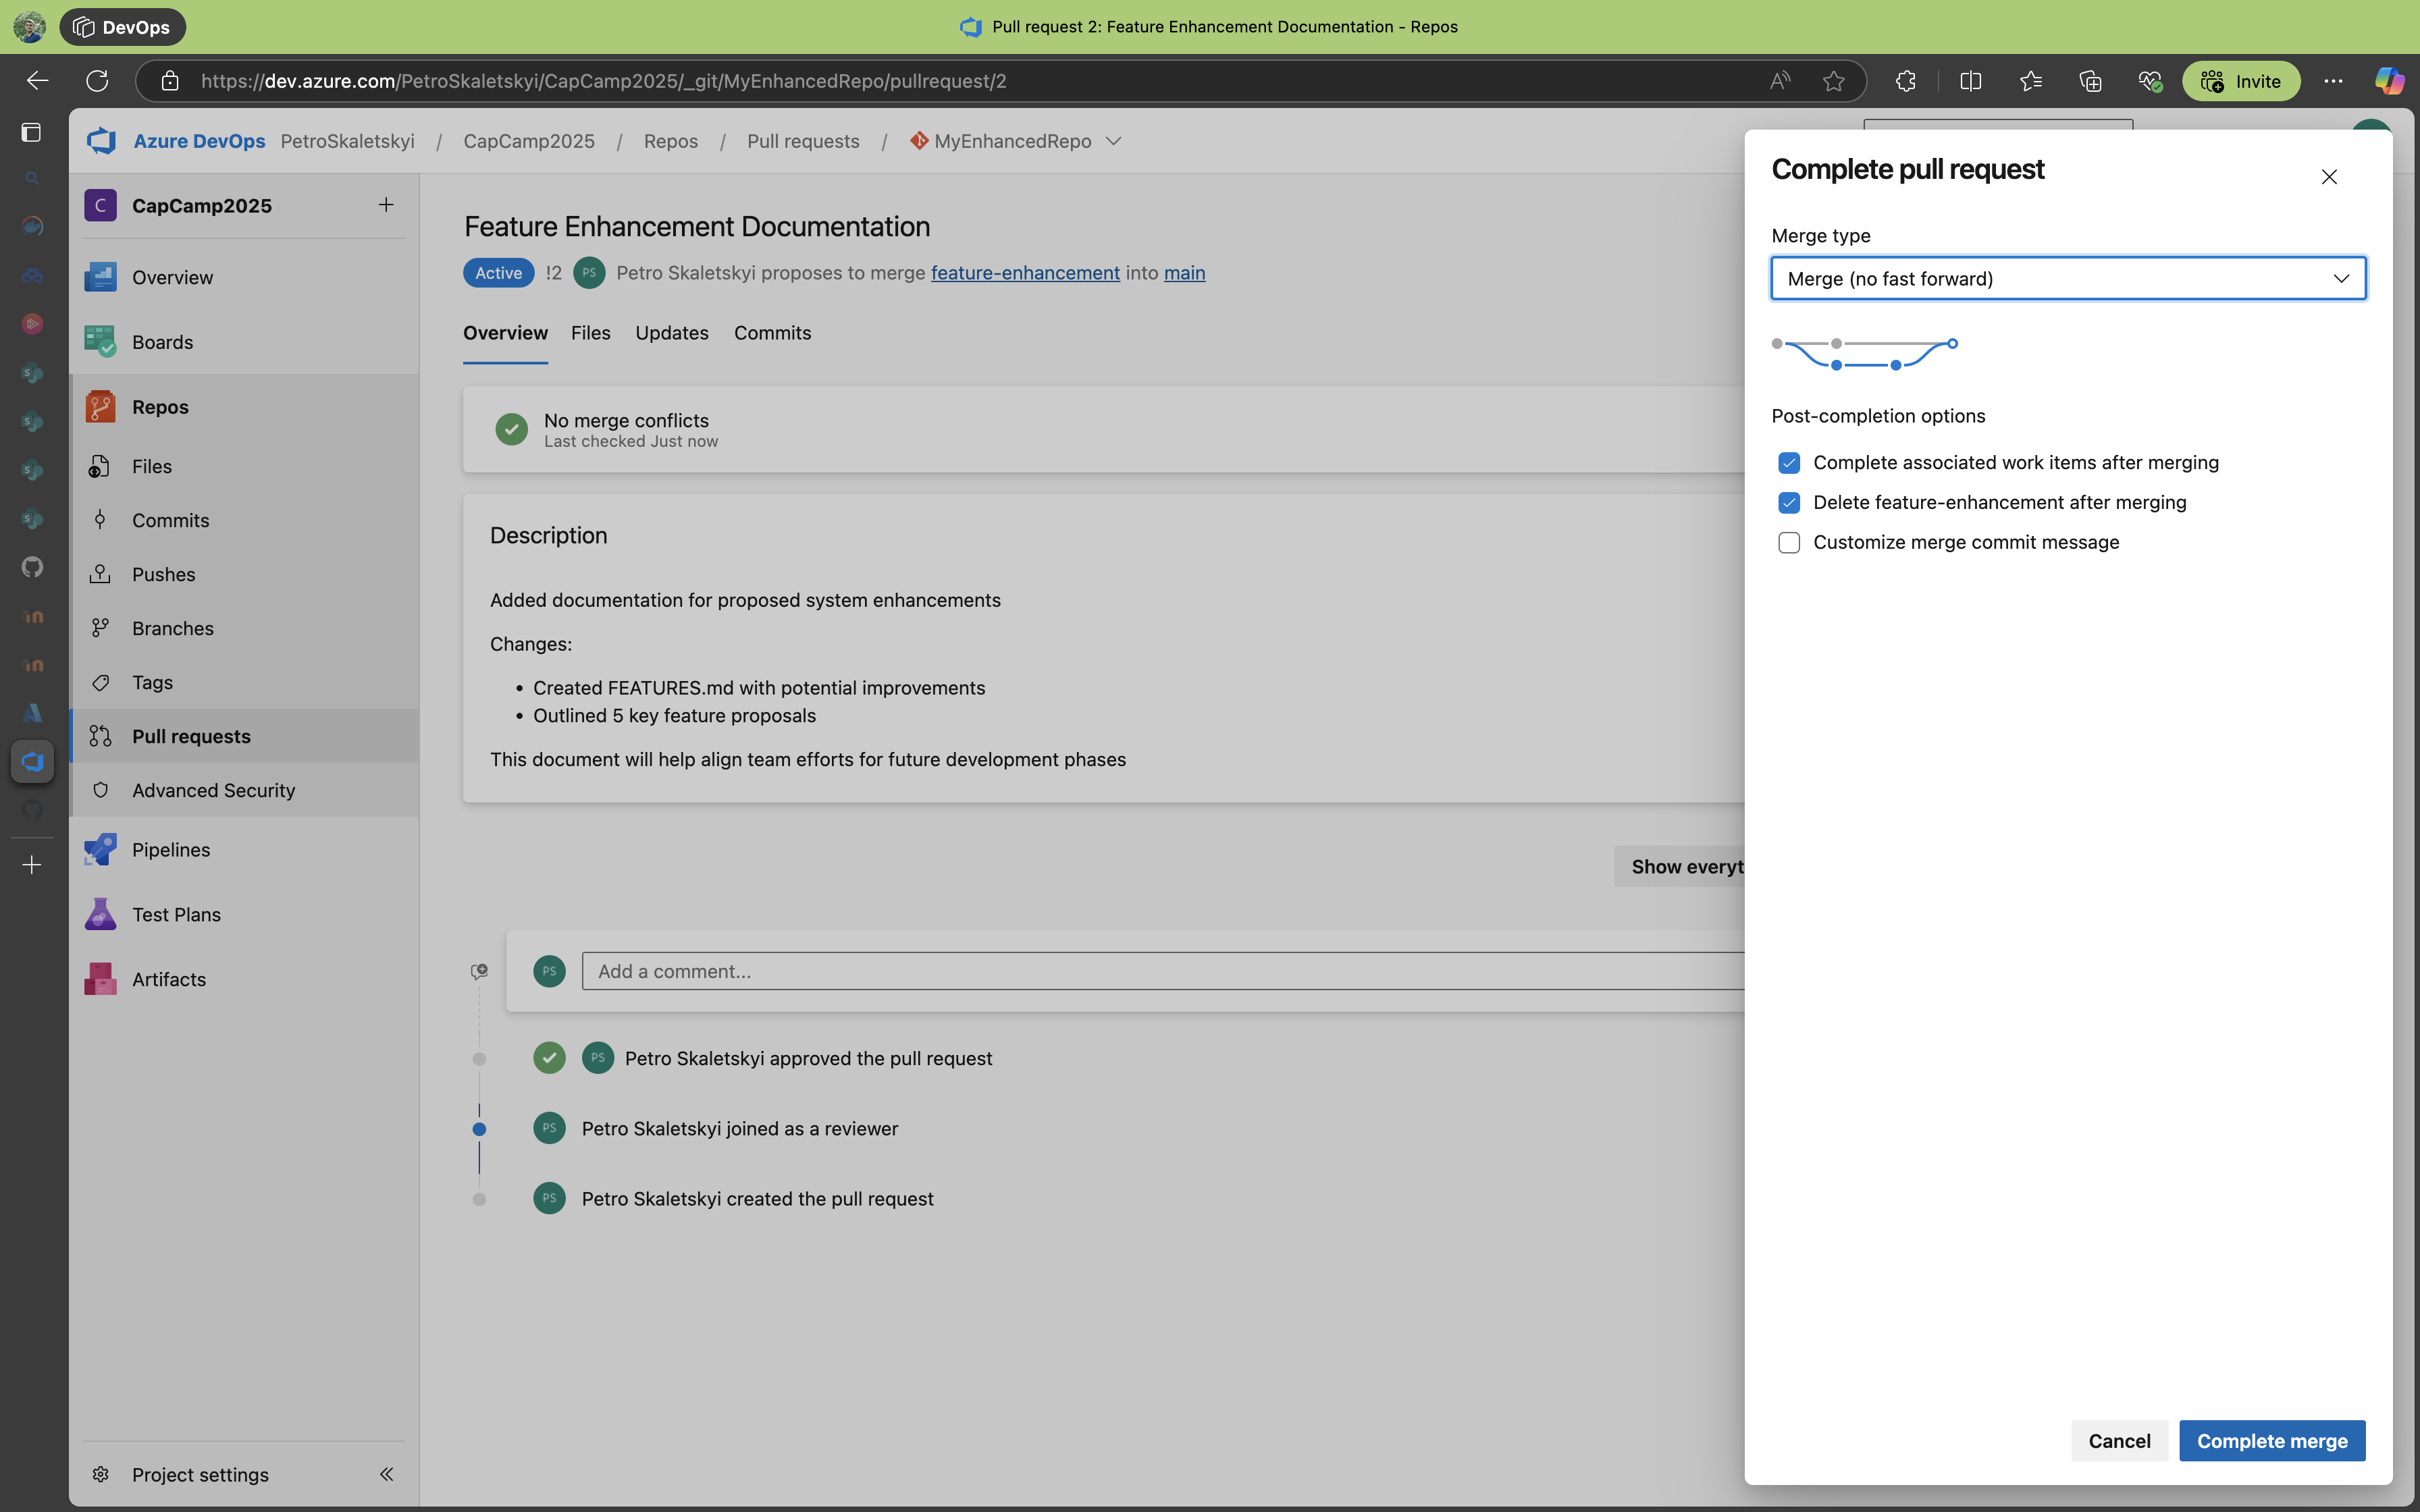 DevOps
Pull request 2: Feature Enhancement Documentation - Repos
https://dev.azure.com/PetroSkaletskyi/CapCamp2025/_git/MyEnhancedRepo/pullrequest/2
Invite
Azure DevOps PetroSkaletskyi / CapCamp2025 / Repos / Pull requests / MyEnhancedRepo
C CapCamp2025
Overview
Boards
Repos
Files
Commits
Pushes
Branches
Tags
Pull requests
Advanced Security
Pipelines
Test Plans
Artifacts
Project settings
Feature Enhancement Documentation
Active !2 PS Petro Skaletskyi proposes to merge feature-enhancement into main
Overview Files Updates Commits
No merge conflicts
Last checked Just now
Description
Added documentation for proposed system enhancements
Changes:
• Created FEATURES.md with potential improvements
• Outlined 5 key feature proposals
This document will help align team efforts for future development phases
Show everyt
PS Add a comment...
PS Petro Skaletskyi approved the pull request
PS Petro Skaletskyi joined as a reviewer
PS Petro Skaletskyi created the pull request
Complete pull request
Merge type
Merge (no fast forward)
Post-completion options
Complete associated work items after merging
Delete feature-enhancement after merging
Customize merge commit message
Cancel Complete merge